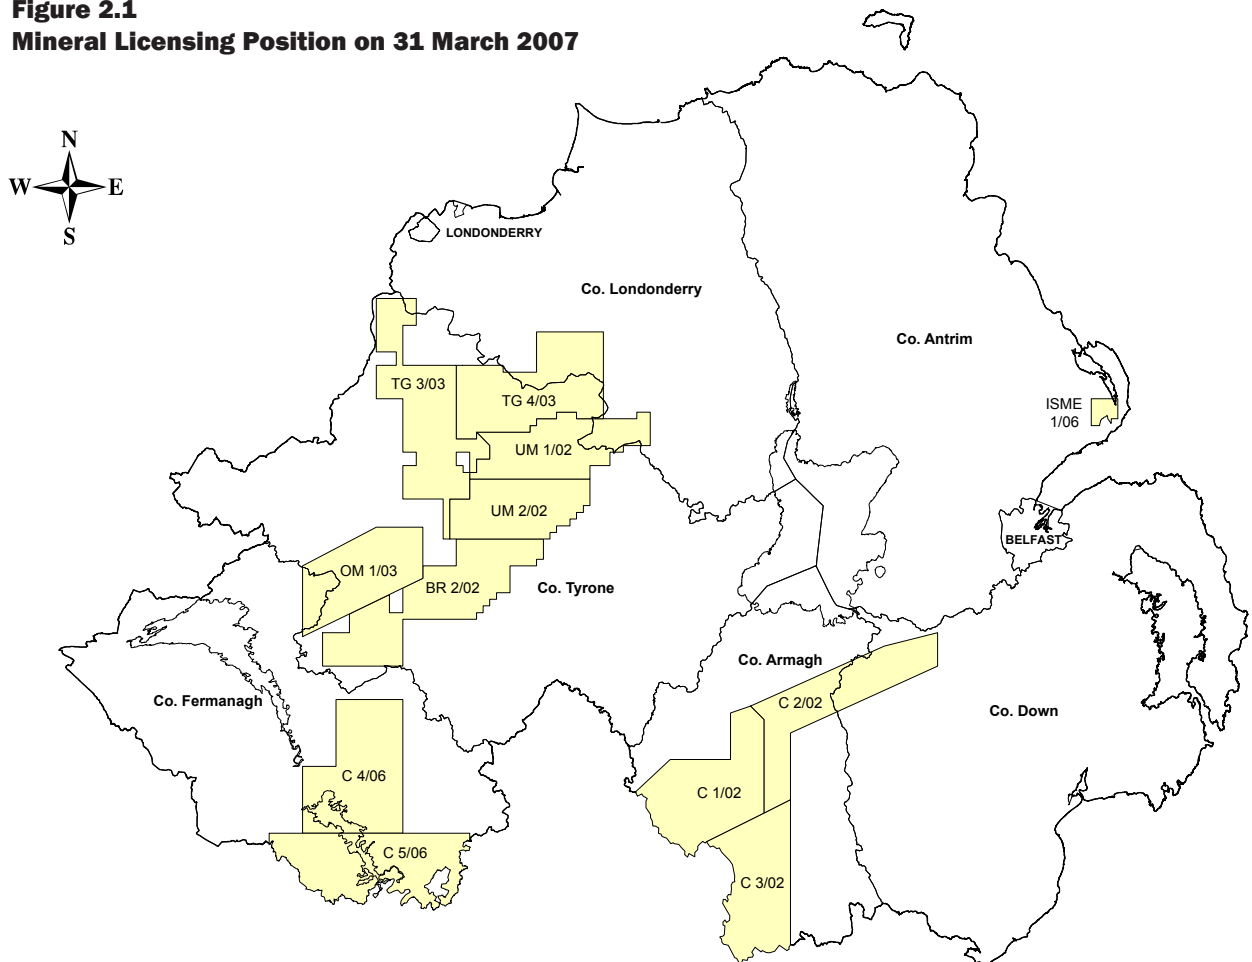 Figure 2.1
Mineral Licensing Position on 31 March 2007
N
W E
S
LONDONDERRY
Co. Londonderry
Co. Antrim
TG 3/03
TG 4/03
ISME
1/06
UM 1/02
UM 2/02
BELFAST
OM 1/03
BR 2/02
Co. Tyrone
Co. Armagh
Co. Fermanagh
C 2/02
Co. Down
C 4/06
C 1/02
C 5/06
C 3/02